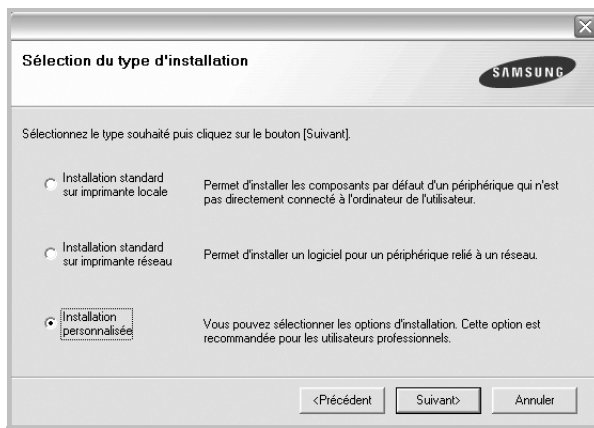 Sélection du type d'installation
SAMSUNG
Sélectionnez le type souhaité puis cliquez sur le bouton [Suivant].
Installation standard
sur imprimante locale
Permet d'installer les composants par défaut d'un périphérique qui n'est
pas directement connecté à l'ordinateur de l'utilisateur.
Installation standard
sur imprimante réseau
Permet d'installer un logiciel pour un périphérique relié à un réseau.
Installation
personnalisée
Vous pouvez sélectionner les options d'installation. Cette option est
recommandée pour les utilisateurs professionnels.
<Précédent
Suivant>
Annuler